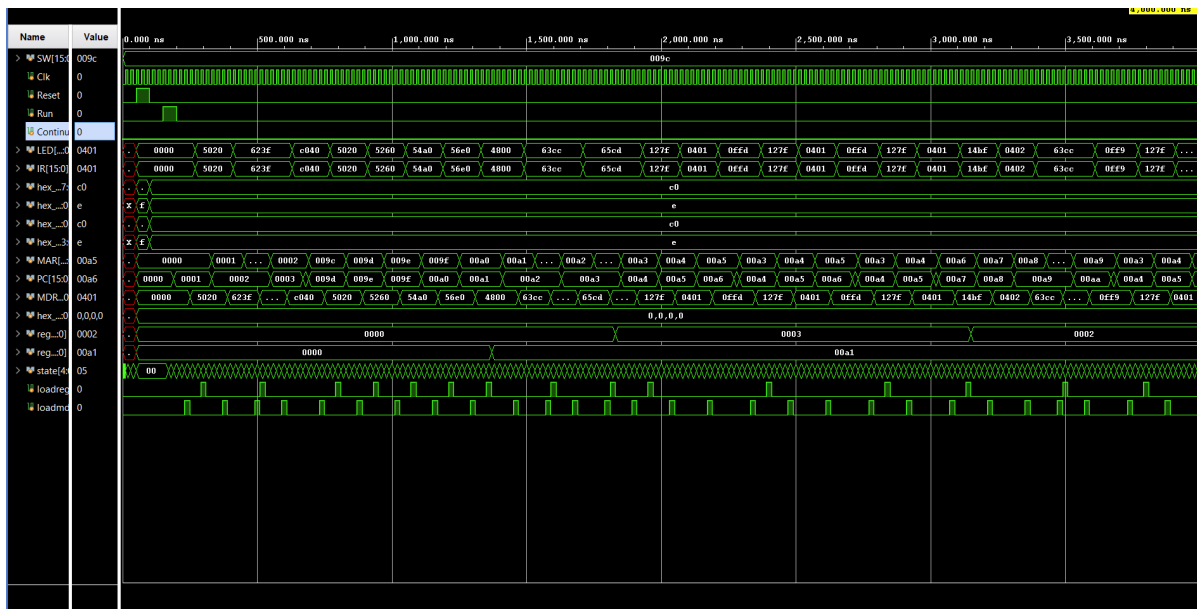 4,000.000 ns
Name Value 0.000 ns 500.000 ns 1,000.000 ns 1,500.000 ns 2,000.000 ns 2,500.000 ns 3,000.000 ns 3,500.000 ns
SW[15:0 009c 009c
Clk 0
Reset 0
Run 0
Continu 0
LED[...:0 0401 . 0000 5020 623f c040 5020 5260 54a0 56e0 4800 63cc 65cd 127f 0401 0ffd 127f 0401 0ffd 127f 0401 14bf 0402 63cc 0ff9 127f ...
IR[15:0] 0401 . 0000 5020 623f c040 5020 5260 54a0 56e0 4800 63cc 65cd 127f 0401 0ffd 127f 0401 0ffd 127f 0401 14bf 0402 63cc 0ff9 127f ...
hex_...7: c0 . . c0
hex_...:0 e x f e
hex_...:0 c0 . . c0
hex_...3: e x f e
MAR[...: 00a5 . 0000 0001 ... 0002 009c 009d 009e 009f 00a0 00a1 ... 00a2 ... 00a3 00a4 00a5 00a3 00a4 00a5 00a3 00a4 00a6 00a7 00a8 ... 00a9 00a3 00a4
PC[15:0 00a6 0000 0001 0002 0003 009d 009e 009f 00a0 00a1 00a2 00a3 00a4 00a5 00a6 00a4 00a5 00a6 00a4 00a5 00a7 00a8 00a9 00aa 00a4 00a5
MDR...0 0401 . 0000 5020 623f ... c040 5020 5260 54a0 56e0 4800 63cc ... 65cd ... 127f 0401 0ffd 127f 0401 0ffd 127f 0401 14bf 0402 63cc ... 0ff9 127f 0401
hex_...:0 0,0,0,0 . 0,0,0,0
reg...:0] 0002 . 0000 0003 0002
reg...:0] 00a1 . 0000 00a1
state[4: 05 00
loadreg 0
loadmd 0